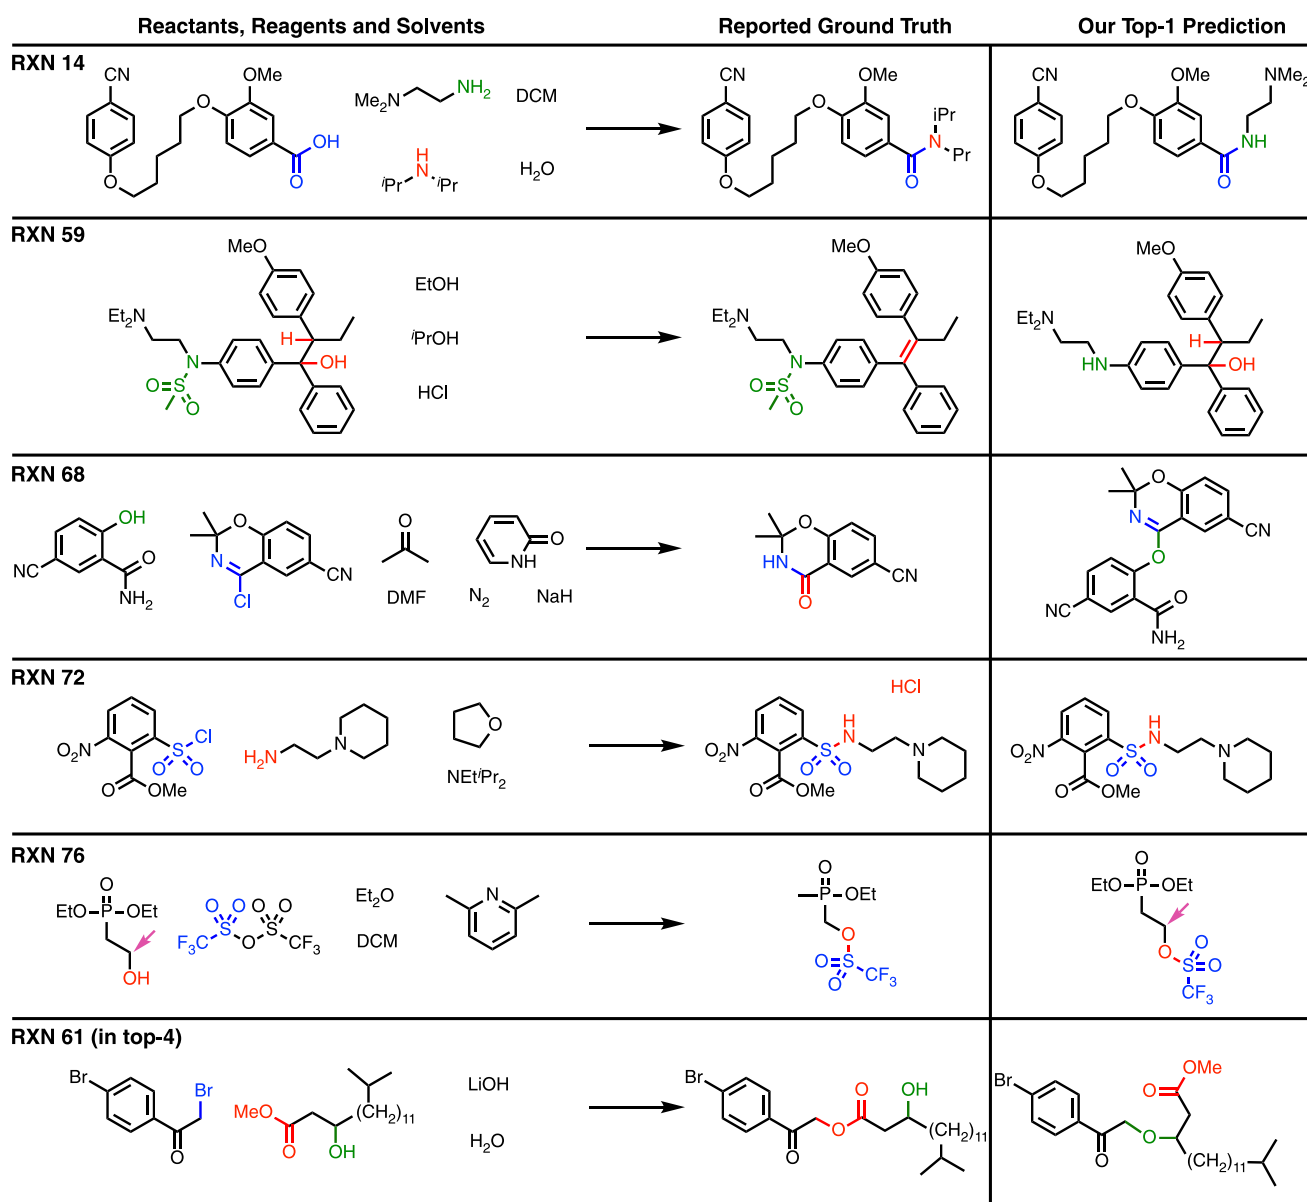 Reactants, Reagents and Solvents Reported Ground Truth Our Top-1 Prediction
RXN 14
CN OMe
O
Me2N NH2 DCM
OH
O
O
H
N
iPr iPr
H2O
CN OMe
O
iPr
N
iPr
O
O
CN OMe NMe2
O
NH
O
O
RXN 59
MeO
Et2N
H
N
OH
O S O
EtOH
iPrOH
HCl
MeO
Et2N
N
O S O
MeO
Et2N
H
HN
OH
RXN 68
OH
NC
O
NH2
O
N
CN
Cl
O
DMF
O
NH
N2 NaH
O
HN
CN
O
O
N
CN
O
NC
O
NH2
RXN 72
O2N
S Cl
O O
O OMe
H2N N
O
NEtiPr2
HCl
H
O2N S N N
O O
O OMe
H
O2N S N N
O O
O OMe
RXN 76
O
EtO P OEt
OH
O O O O
S S
F3C O CF3
Et2O
DCM
N
O
P OEt
O
O S
O CF3
O
EtO P OEt
O
O S O
CF3
RXN 61 (in top-4)
Br Br
O
MeO (CH2)11
O OH
LiOH
H2O
Br
O OH
O (CH2)11
O
Br
OMe
O
O
O (CH2)11